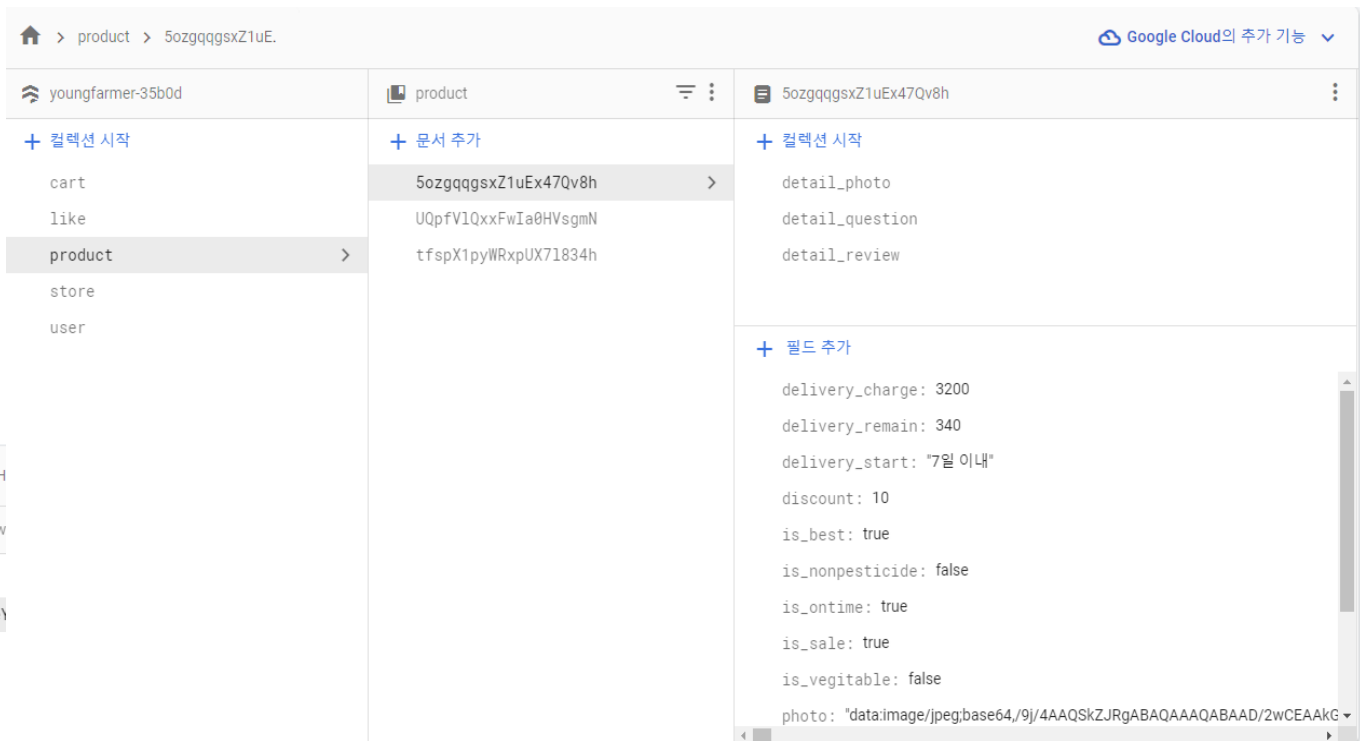 product > 5ozgqqgsxZ1uE.
Google Cloud의 추가 기능
youngfarmer-35b0d
컬렉션 시작
cart
like
product
store
user
product
문서 추가
5ozgqqgsxZ1uEx47Qv8h
UQpfVlQxxFwIa0HVsgmN
tfspX1pyWRxpUX7l834h
5ozgqqgsxZ1uEx47Qv8h
컬렉션 시작
detail_photo
detail_question
detail_review
필드 추가
delivery_charge: 3200
delivery_remain: 340
delivery_start: "7일 이내"
discount: 10
is_best: true
is_nonpesticide: false
is_ontime: true
is_sale: true
is_vegitable: false
photo: "data:image/jpeg;base64,/9j/4AAQSkZJRgABAQAAAQABAAD/2wCEAAkG